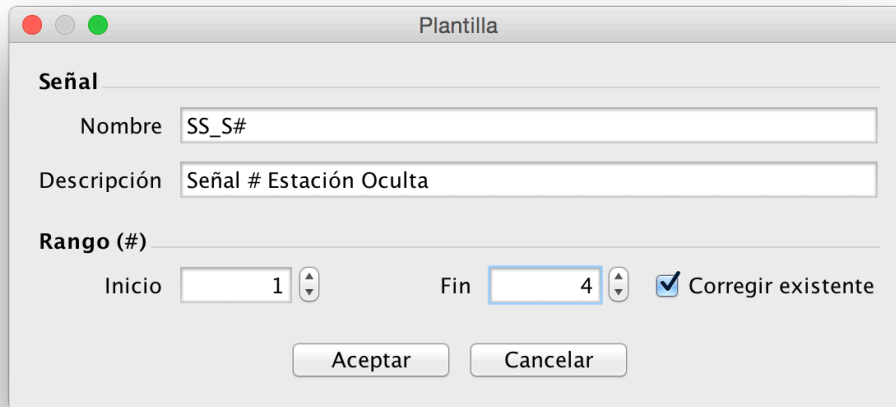 Plantilla
Señal
Nombre SS_S#
Descripción Señal # Estación Oculta
Rango (#)
Inicio 1 Fin 4 Corregir existente
Aceptar Cancelar